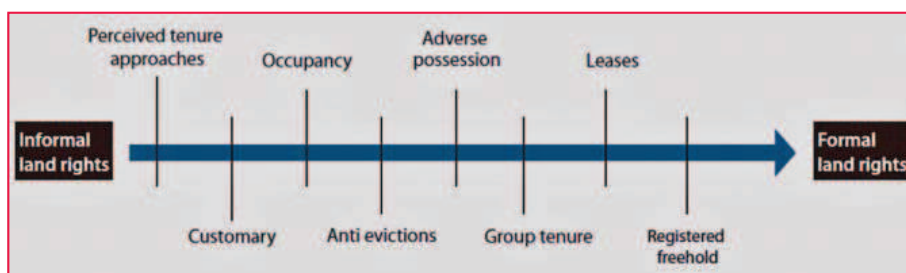 Perceived tenure
approaches
Occupancy
Adverse
possession
Leases
Informal
land rights
Formal
land rights
Customary
Anti evictions
Group tenure
Registered
freehold